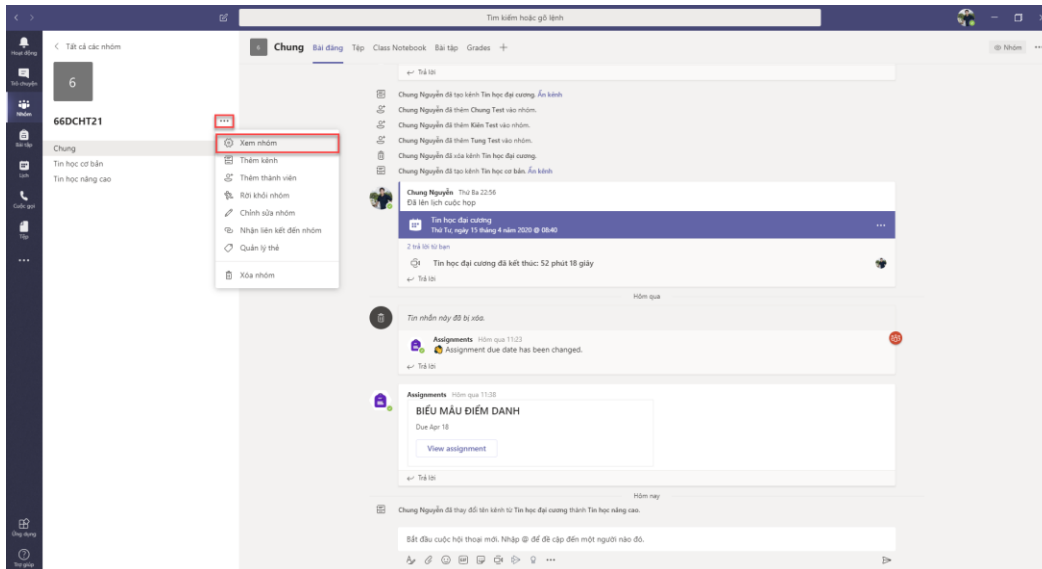 Tìm kiếm hoặc gõ lệnh
Hoạt động
Trò chuyện
Nhóm
Bài tập
Lịch
Cuộc gọi
Tệp
Ứng dụng
Trợ giúp
Tất cả các nhóm
6
66DCHT21
Chung
Tin học cơ bản
Tin học nâng cao
Xem nhóm
Thêm kênh
Thêm thành viên
Rời khỏi nhóm
Chỉnh sửa nhóm
Nhận liên kết đến nhóm
Quản lý thẻ
Xóa nhóm
6 Chung Bài đăng Tệp Class Notebook Bài tập Grades + Nhóm
Trả lời
Chung Nguyễn đã tạo kênh Tin học đại cương. Ẩn kênh
Chung Nguyễn đã thêm Chung Test vào nhóm.
Chung Nguyễn đã thêm Kiên Test vào nhóm.
Chung Nguyễn đã thêm Tung Test vào nhóm.
Chung Nguyễn đã xóa kênh Tin học đại cương.
Chung Nguyễn đã tạo kênh Tin học cơ bản. Ẩn kênh
Chung Nguyễn Thứ Ba 22:56
Đã lên lịch cuộc họp
Tin học đại cương
Thứ Tư, ngày 15 tháng 4 năm 2020 @ 08:40
2 trả lời từ bạn
Tin học đại cương đã kết thúc: 52 phút 18 giây
Trả lời
Hôm qua
Tin nhắn này đã bị xóa.
Assignments Hôm qua 11:23
Assignment due date has been changed.
Trả lời
Assignments Hôm qua 11:38
BIỂU MẪU ĐIỂM DANH
Due Apr 18
View assignment
Trả lời
Hôm nay
Chung Nguyễn đã thay đổi tên kênh từ Tin học đại cương thành Tin học nâng cao.
Bắt đầu cuộc hội thoại mới. Nhập @ để đề cập đến một người nào đó.